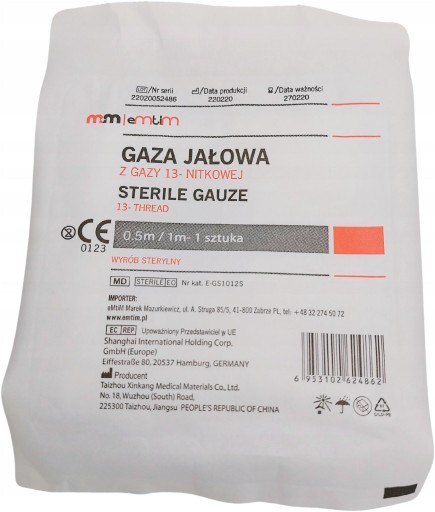 LOT /Nr serii
22020052486
/Data produkcji
220220
/Data ważności
270220
mm|eMtiM
GAZA JAŁOWA
Z GAZY 13- NITKOWEJ
STERILE GAUZE
13- THREAD
CE
0123
0.5m / 1m- 1 sztuka
WYRÓB STERYLNY
MD STERILE EO Nr kat. E-GS1012S
IMPORTER:
eMtiM Marek Mazurkiewicz, ul. A. Struga 85/5, 41-800 Zabrze PL, tel. + 48 32 274 50 72
www.emtim.pl
EC REP Upoważniony Przedstawiciel w UE
Shanghai International Holding Corp.
GmbH (Europe)
Eiffestraße 80, 20537 Hamburg, GERMANY
Producent
Taizhou Xinkang Medical Materials Co., Ltd.
No. 18, Wuzhou (South) Road,
225300 Taizhou, Jiangsu PEOPLE'S REPUBLIC OF CHINA
6 953102 624862